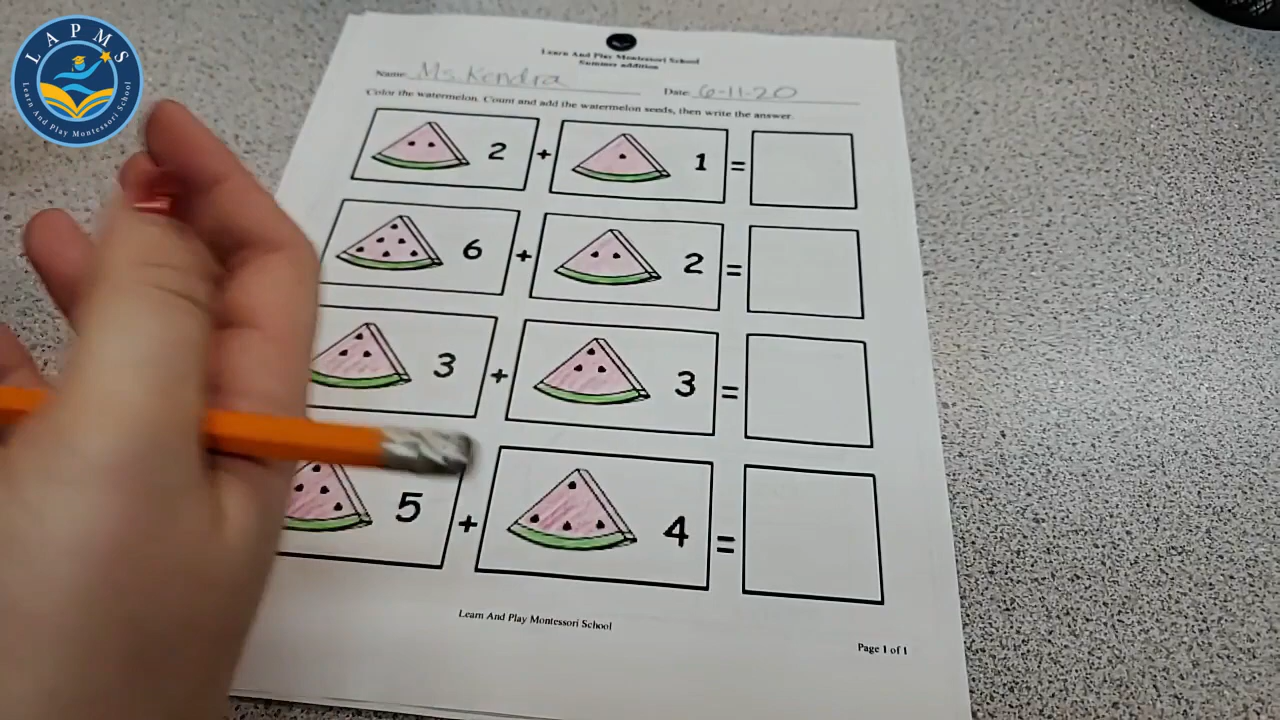 LAPMS
Learn And Play Montessori School
Learn And Play Montessori School
Summer addition
Name: Ms. Kendra Date: 6-11-20
Color the watermelon. Count and add the watermelon seeds, then write the answer.
2 + 1 =
6 + 2 =
3 + 3 =
5 + 4 =
Learn And Play Montessori School
Page 1 of 1